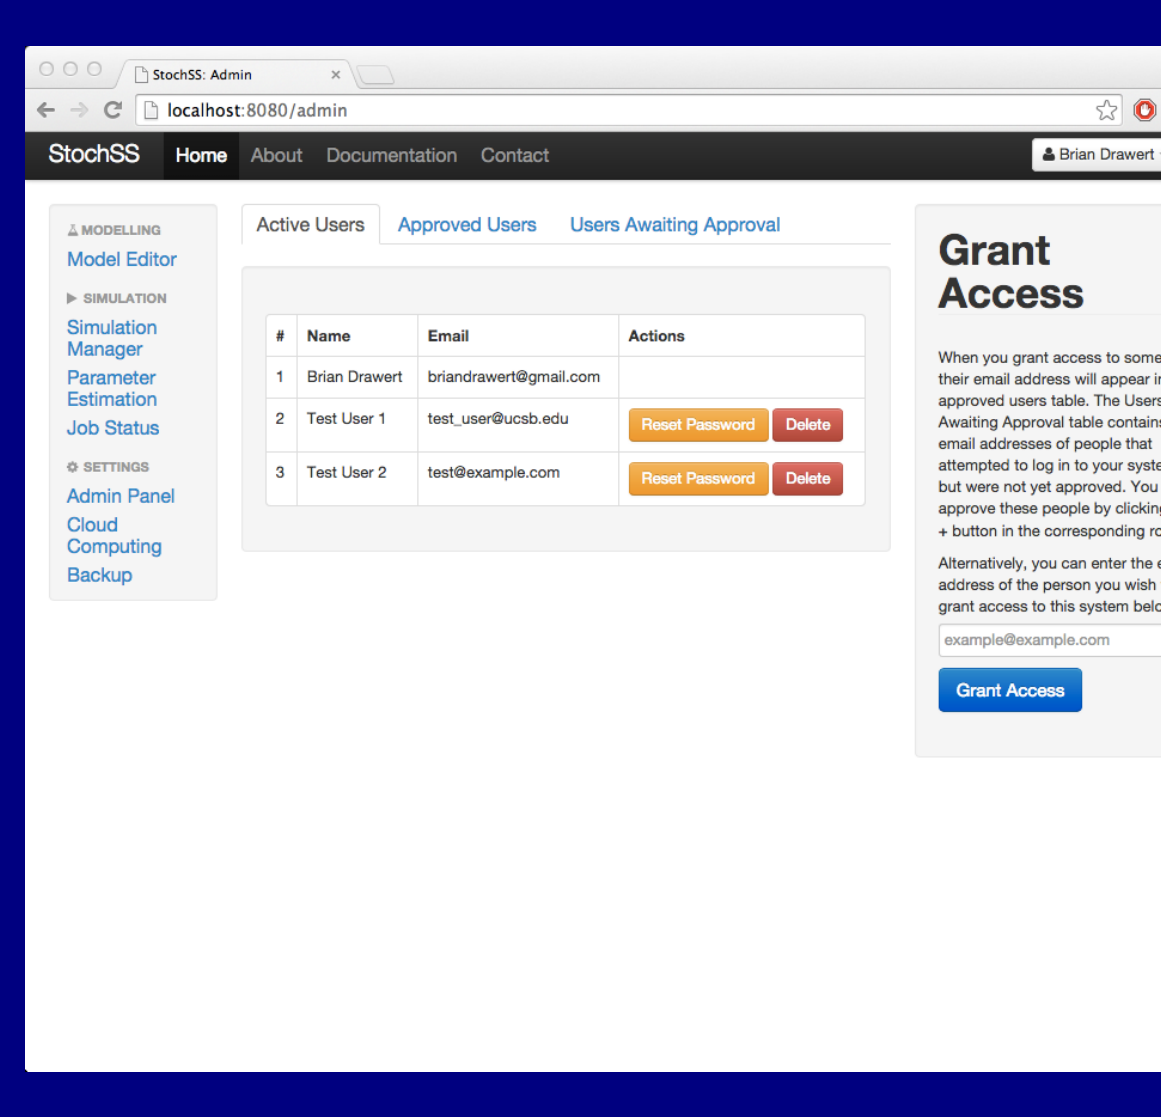 StochSS: Admin
localhost:8080/admin
StochSS Home About Documentation Contact
Brian Drawert
MODELLING
Model Editor
SIMULATION
Simulation
Manager
Parameter
Estimation
Job Status
SETTINGS
Admin Panel
Cloud
Computing
Backup
Active Users Approved Users Users Awaiting Approval
# Name Email Actions
1 Brian Drawert briandrawert@gmail.com
2 Test User 1 test_user@ucsb.edu Reset Password Delete
3 Test User 2 test@example.com Reset Password Delete
Grant
Access
When you grant access to some
their email address will appear
approved users table. The Users
Awaiting Approval table contains
email addresses of people that
attempted to log in to your
but were not yet approved. You
approve these people by
+ button in the corresponding
Alternatively, you can enter the
address of the person you wish
grant access to this system
example@example.com
Grant Access